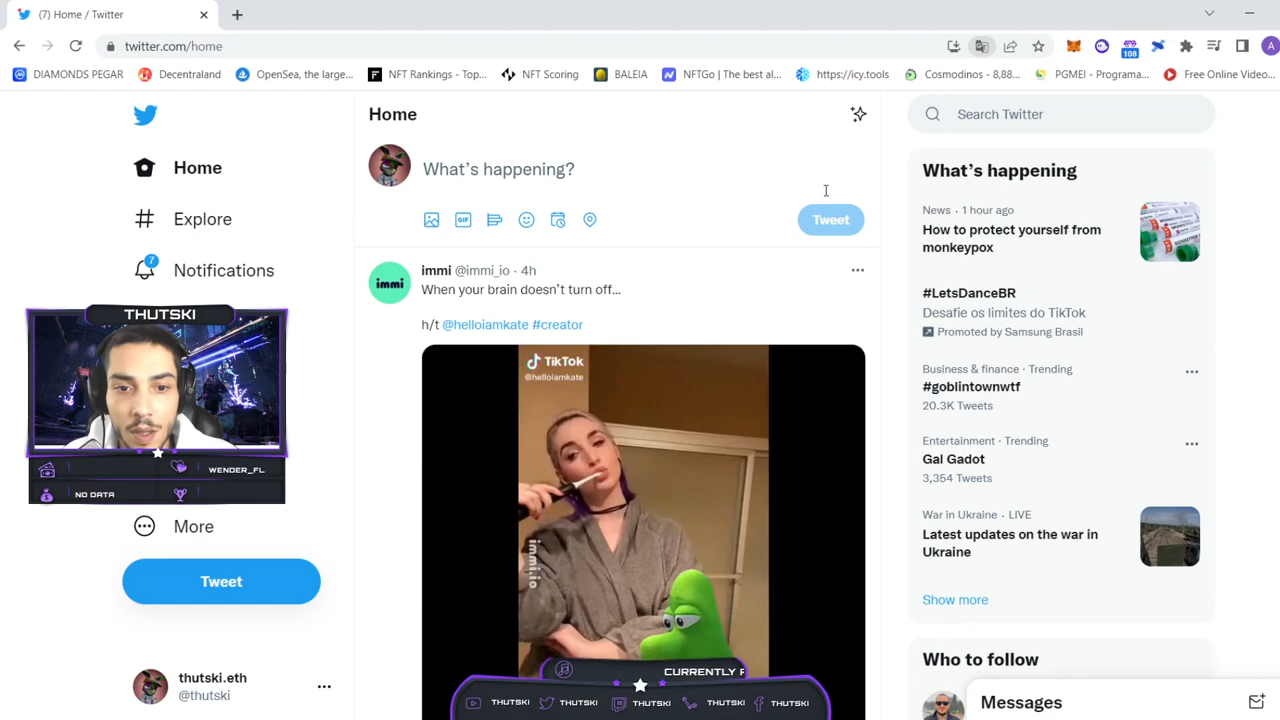 (7) Home / Twitter
twitter.com/home
108
A
DIAMONDS PEGAR
Decentraland
OpenSea, the large...
NFT Rankings - Top...
NFT Scoring
BALEIA
NFTGo | The best al...
https://icy.tools
Cosmodinos - 8,88...
PGMEI - Programa...
Free Online Video...
Home
Explore
7
Notifications
THUTSKI
WENDER_FL
NO DATA
More
Tweet
thutski.eth
@thutski
Home
What's happening?
GIF
Tweet
immi
immi @immi_io · 4h
When your brain doesn't turn off...
h/t @helloiamkate #creator
TikTok
@helloiamkate
immi.io
CURRENTLY
THUTSKI
THUTSKI
THUTSKI
THUTSKI
THUTSKI
Search Twitter
What's happening
News · 1 hour ago
How to protect yourself from
monkeypox
#LetsDanceBR
Desafie os limites do TikTok
Promoted by Samsung Brasil
Business & finance · Trending
#goblintownwtf
20.3K Tweets
Entertainment · Trending
Gal Gadot
3,354 Tweets
War in Ukraine · LIVE
Latest updates on the war in
Ukraine
Show more
Who to follow
Messages